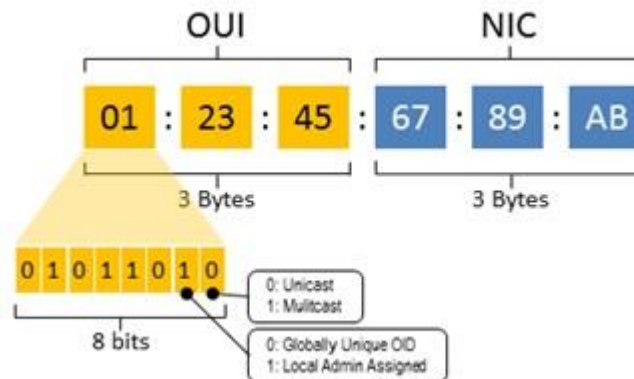 OUI NIC
01 : 23 : 45 : 67 : 89 : AB
3 Bytes 3 Bytes
0 1 0 1 1 0 1 0
8 bits
0: Unicast
1: Mulitcast
0: Globally Unique OID
1: Local Admin Assigned